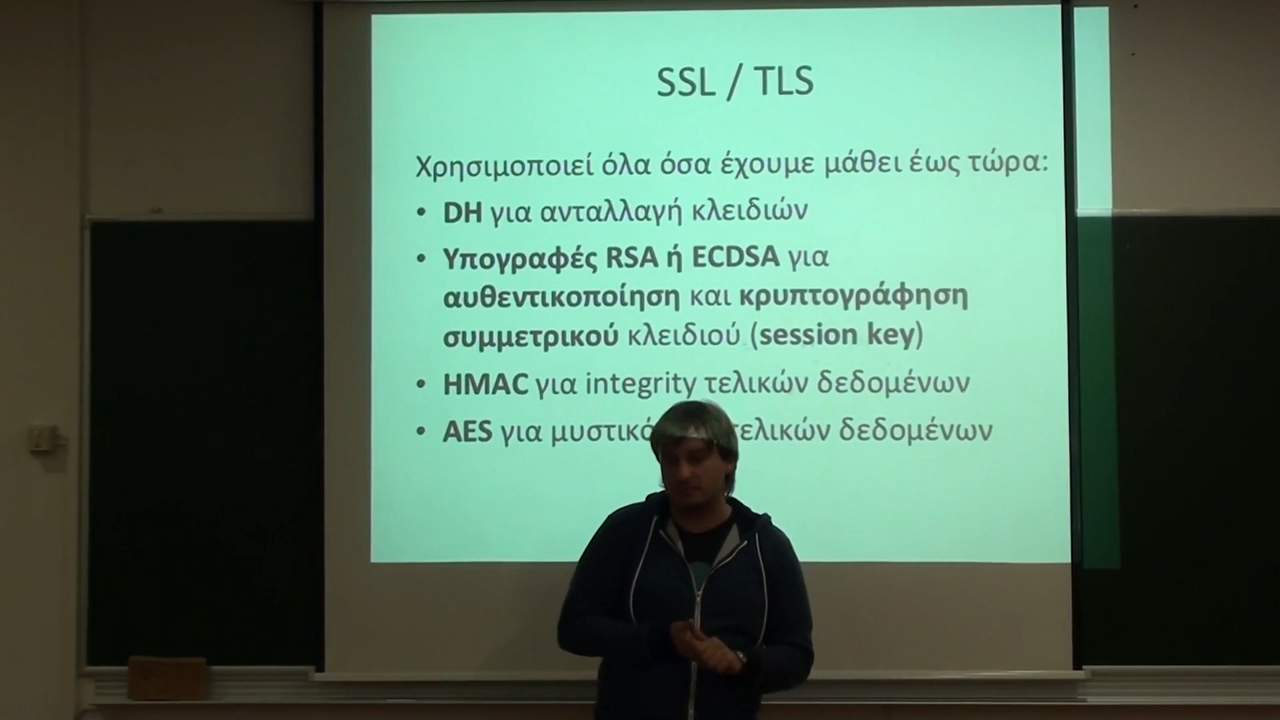 SSL / TLS
Χρησιμοποιεί όλα όσα έχουμε μάθει έως τώρα:
• DH για ανταλλαγή κλειδιών
• Υπογραφές RSA ή ECDSA για
αυθεντικοποίηση και κρυπτογράφηση
συμμετρικού κλειδιού (session key)
• HMAC για integrity τελικών δεδομένων
• AES για τελικών δεδομένων